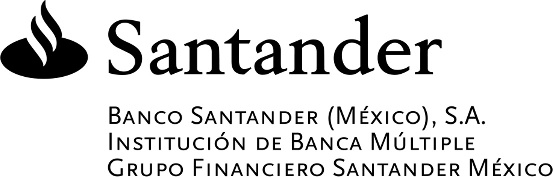 Santander
Banco Santander (México), S.A.
Institución de Banca Múltiple
Grupo Financiero Santander México